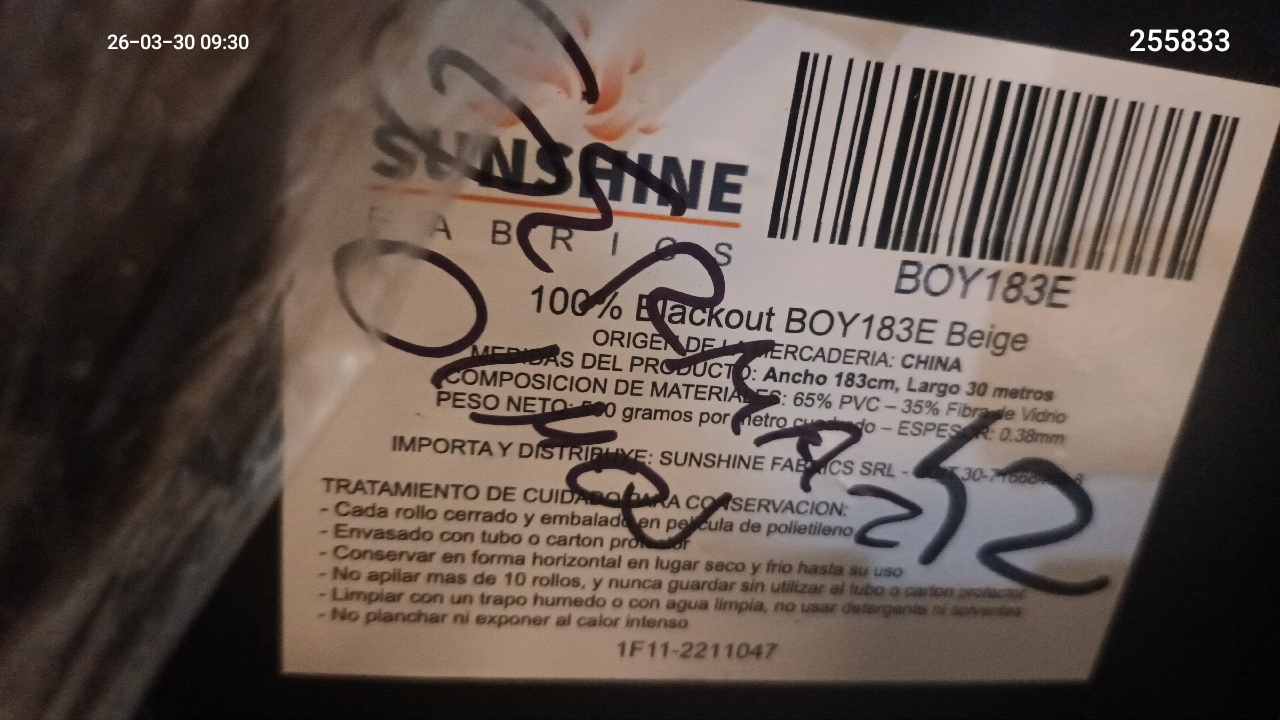 26-03-30 09:30
255833
SUNSHINE
FABRICS
BOY183E
100% Blackout BOY183E Beige
ORIGEN DE LA MERCADERIA: CHINA
MEDIDAS DEL PRODUCTO: Ancho 183cm, Largo 30 metros
COMPOSICION DE MATERIALES: 65% PVC – 35% Fibra de Vidrio
PESO NETO: gramos por metro cuadrado – ESPESOR: 0.38mm
IMPORTA Y DISTRIBUYE: SUNSHINE FABRICS SRL -
TRATAMIENTO DE CUIDADO PARA CONSERVACION:
- Cada rollo cerrado y embalado en pelicula de polietileno
- Envasado con tubo o carton protector
- Conservar en forma horizontal en lugar seco y frio hasta su uso
- No apilar mas de 10 rollos, y nunca guardar sin utilizar el tubo o carton protector
- Limpiar con un trapo humedo o con agua limpia, no usar detergente ni solventes
- No planchar ni exponer al calor intenso
1F11-2211047